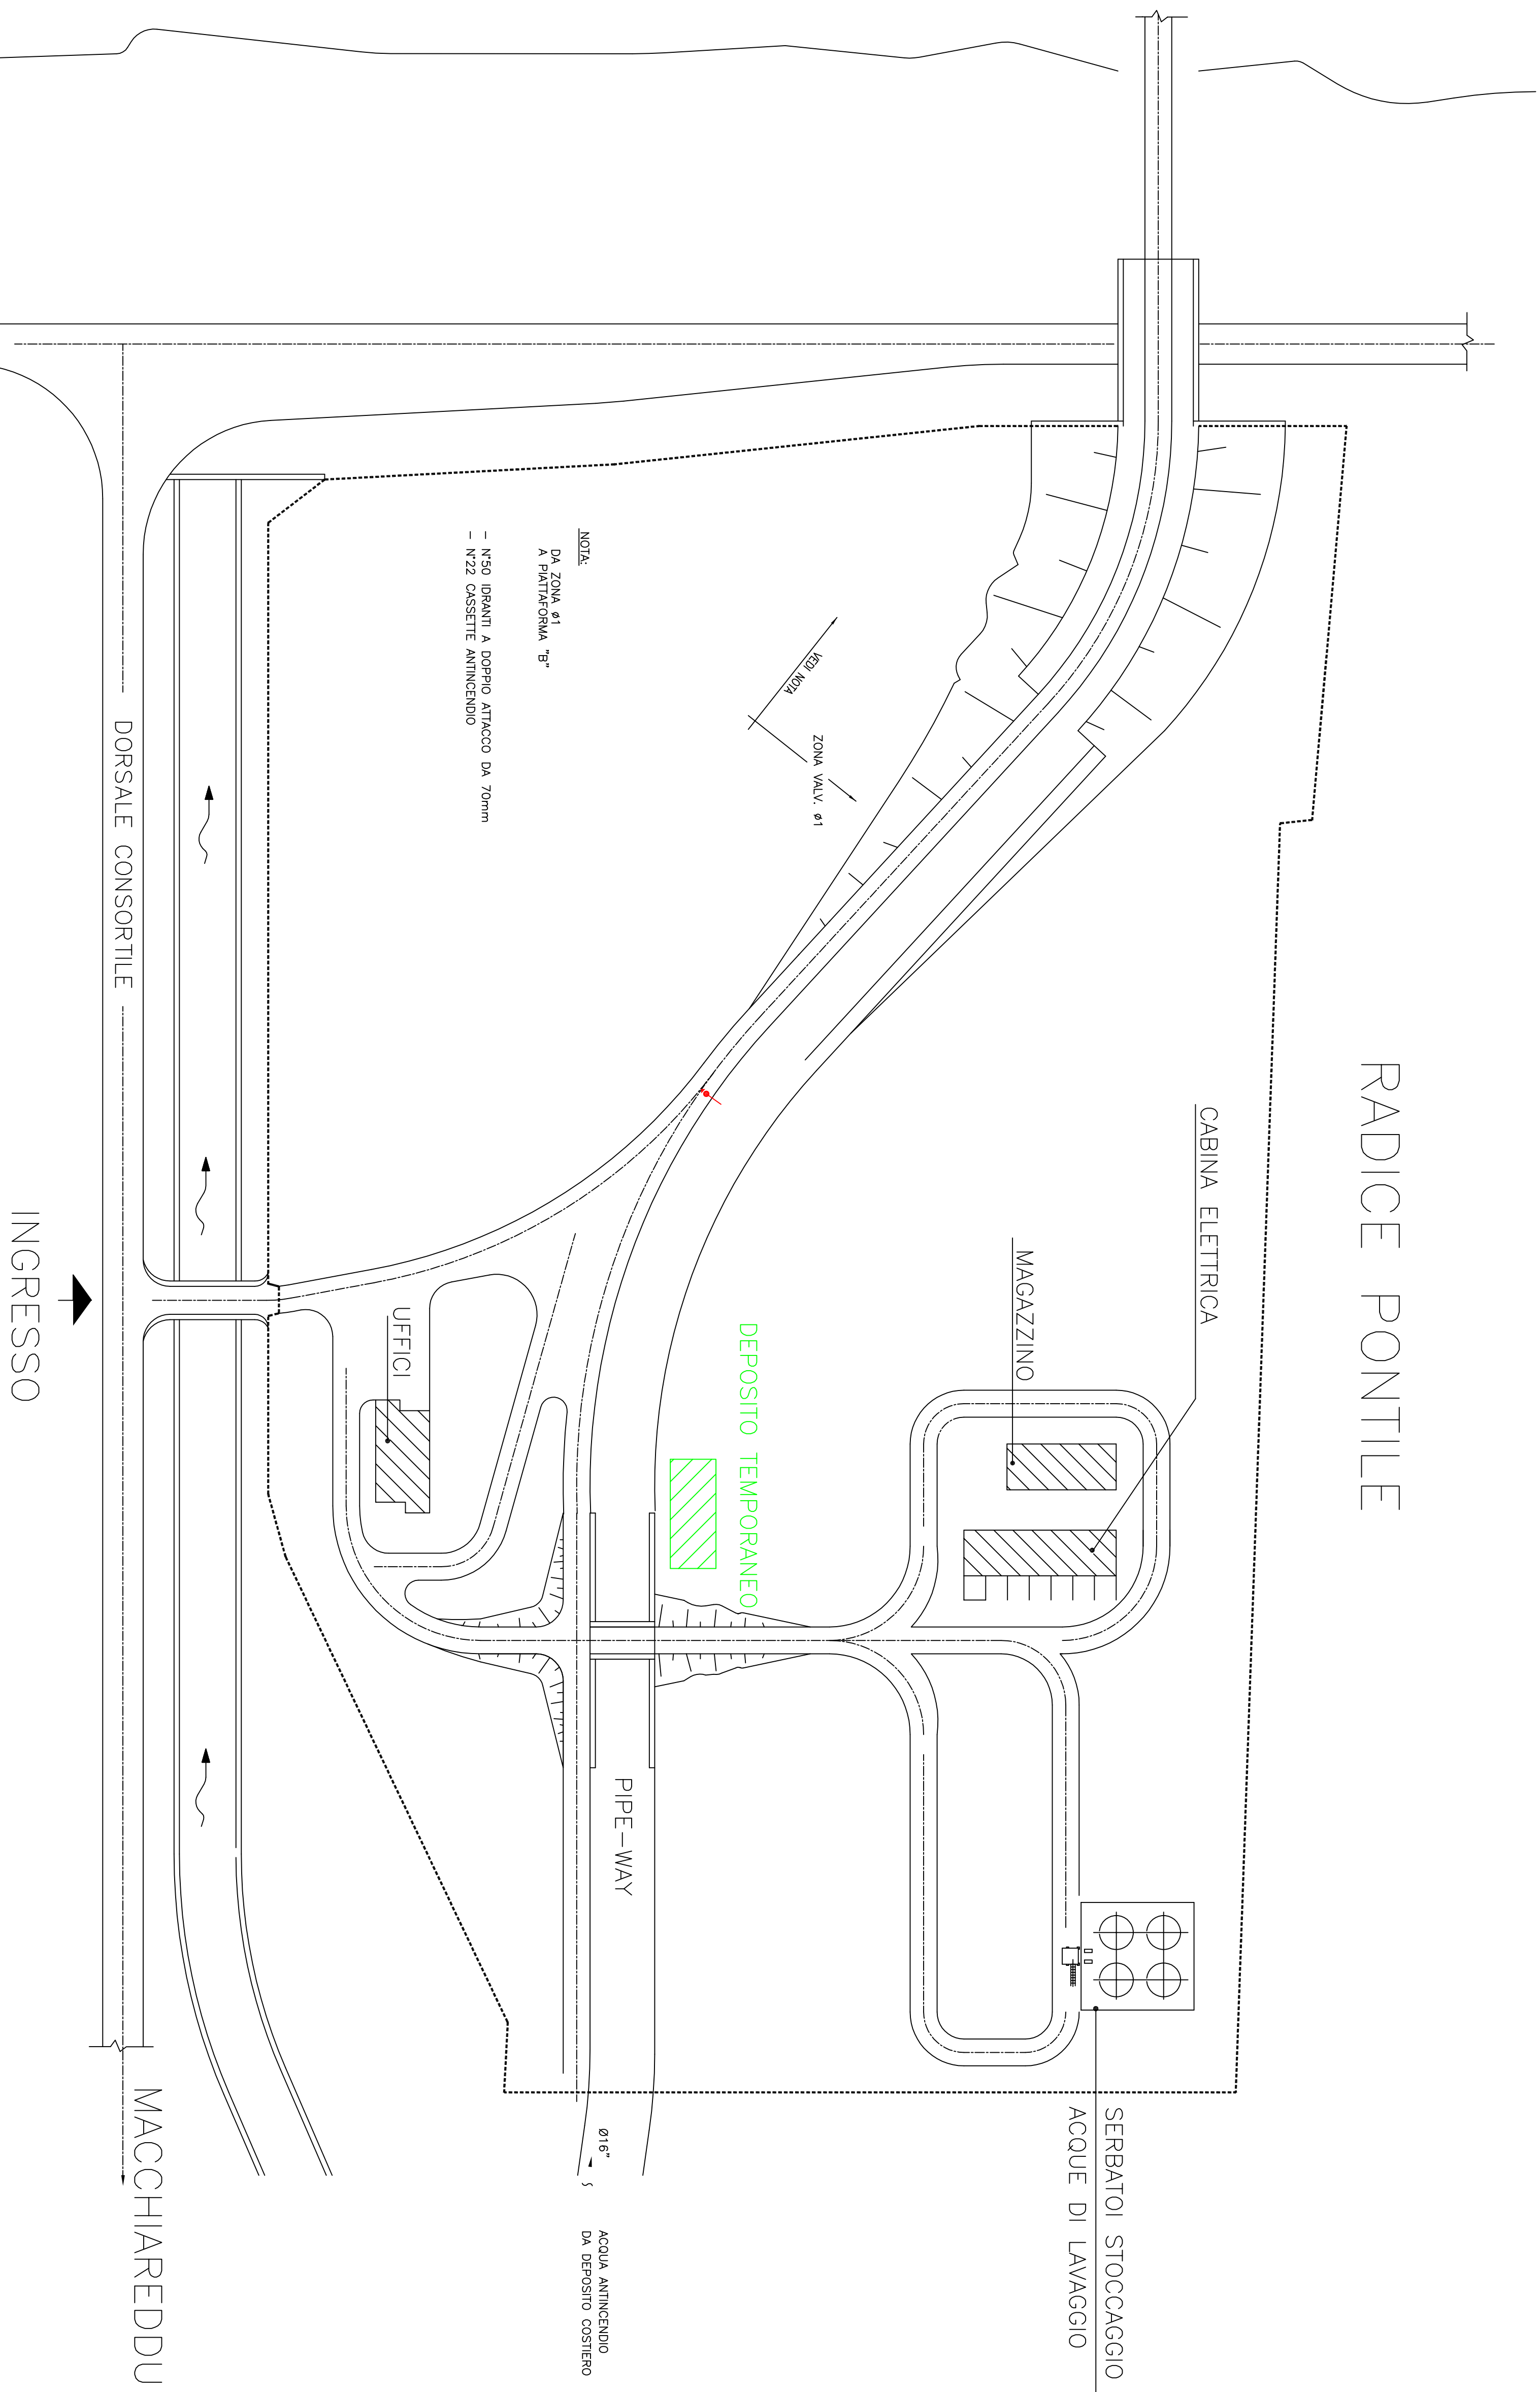 RADICE PONTILE
CABINA ELETTRICA
MAGAZZINO
DEPOSITO TEMPORANEO
SERBATOI STOCCAGGIO
ACQUE DI LAVAGGIO
ZONA VALV. ø1
VEDI NOTA
NOTA:
DA ZONA ø1
A PIATTAFORMA "B"
– N°50 IDRANTI A DOPPIO ATTACCO DA 70mm
– N°22 CASSETTE ANTINCENDIO
PIPE–WAY
Ø16"
ACQUA ANTINCENDIO
DA DEPOSITO COSTIERO
UFFICI
DORSALE CONSORTILE
MACCHIAREDDU
INGRESSO